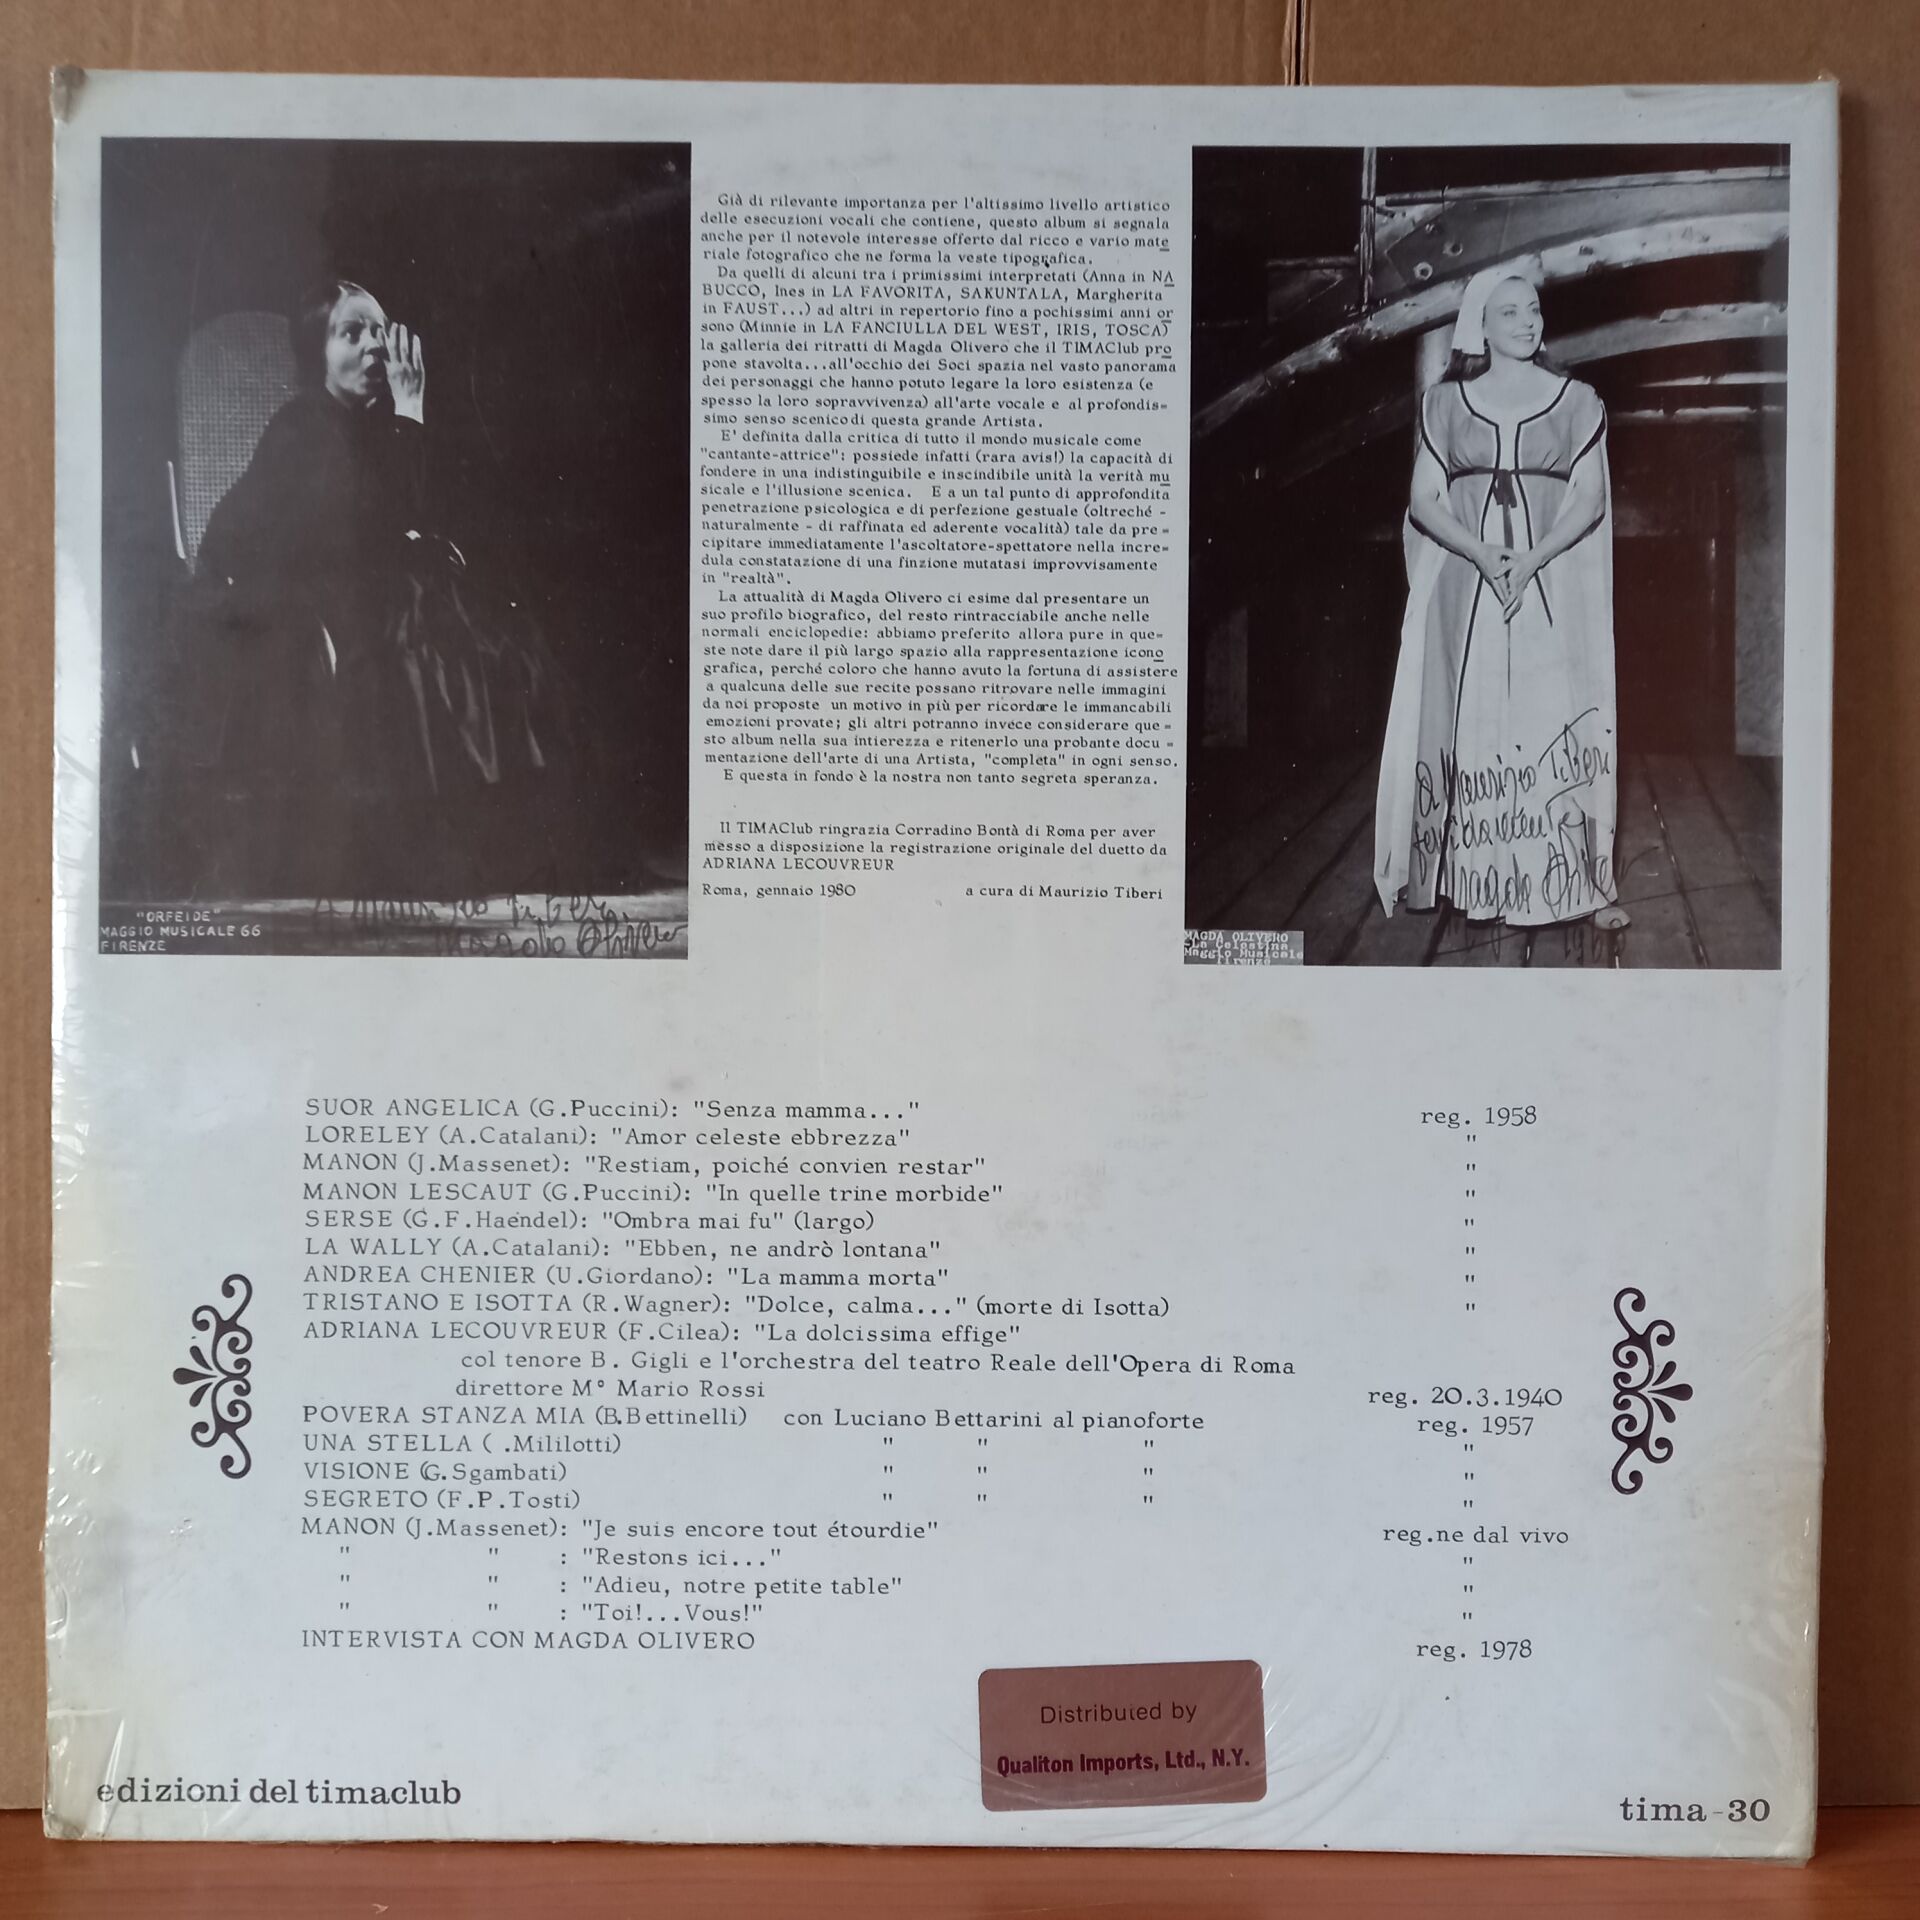 Già di rilevante importanza per l'altissimo livello artistico
delle esecuzioni vocali che contiene, questo album si segnala
anche per il notevole interesse offerto dal ricco e vario mate
riale fotografico che ne forma la veste tipografica.
Da quelli di alcuni tra i primissimi interpretati (Anna in NA
BUCCO, Ines in LA FAVORITA, SAKUNTALA, Margherita
in FAUST...) ad altri in repertorio fino a pochissimi anni or
sono (Minnie in LA FANCIULLA DEL WEST, IRIS, TOSCA)
la galleria dei ritratti di Magda Olivero che il TIMAClub pro
pone stavolta...all'occhio dei Soci spazia nel vasto panorama
dei personaggi che hanno potuto legare la loro esistenza (e
spesso la loro sopravvivenza) all'arte vocale e al profondis=
simo senso scenico di questa grande Artista.
E' definita dalla critica di tutto il mondo musicale come
"cantante-attrice": possiede infatti (rara avis!) la capacità di
fondere in una indistinguibile e inscindibile unità la verità mu
sicale e l'illusione scenica. E a un tal punto di approfondita
penetrazione psicologica e di perfezione gestuale (oltreché -
naturalmente - di raffinata ed aderente vocalità) tale da pre =
cipitare immediatamente l'ascoltatore-spettatore nella incre=
dula constatazione di una finzione mutatasi improvvisamente
in "realtà".
La attualità di Magda Olivero ci esime dal presentare un
suo profilo biografico, del resto rintracciabile anche nelle
normali enciclopedie: abbiamo preferito allora pure in que=
ste note dare il più largo spazio alla rappresentazione icono
grafica, perché coloro che hanno avuto la fortuna di assistere
a qualcuna delle sue recite possano ritrovare nelle immagini
da noi proposte un motivo in più per ricordare le immancabili
emozioni provate; gli altri potranno invece considerare que =
sto album nella sua intierezza e ritenerlo una probante docu =
mentazione dell'arte di una Artista, "completa" in ogni senso.
E questa in fondo è la nostra non tanto segreta speranza.
Il TIMAClub ringrazia Corradino Bontà di Roma per aver
messo a disposizione la registrazione originale del duetto da
ADRIANA LECOUVREUR
Roma, gennaio 1980 a cura di Maurizio Tiberi
A Maurizio Tiberi
Magda Olivero
"ORFEIDE"
MAGGIO MUSICALE 66
FIRENZE
A Maurizio Tiberi
Magda Olivero
MAGDA OLIVERO
La Celestina
Maggio Musicale
Firenze
SUOR ANGELICA (G.Puccini): "Senza mamma..." reg. 1958
LORELEY (A.Catalani): "Amor celeste ebbrezza" "
MANON (J.Massenet): "Restiam, poiché convien restar" "
MANON LESCAUT (G.Puccini): "In quelle trine morbide" "
SERSE (G.F.Haendel): "Ombra mai fu" (largo) "
LA WALLY (A.Catalani): "Ebben, ne andrò lontana" "
ANDREA CHENIER (U.Giordano): "La mamma morta" "
TRISTANO E ISOTTA (R.Wagner): "Dolce, calma..." (morte di Isotta) "
ADRIANA LECOUVREUR (F.Cilea): "La dolcissima effige"
col tenore B. Gigli e l'orchestra del teatro Reale dell'Opera di Roma
direttore M° Mario Rossi reg. 20.3.1940
POVERA STANZA MIA (B.Bettinelli) con Luciano Bettarini al pianoforte reg. 1957
UNA STELLA ( .Mililotti) " " " "
VISIONE (G.Sgambati) " " " "
SEGRETO (F.P.Tosti) " " " "
MANON (J.Massenet): "Je suis encore tout étourdie" reg.ne dal vivo
" " : "Restons ici..." "
" " : "Adieu, notre petite table" "
" " : "Toi!...Vous!" "
INTERVISTA CON MAGDA OLIVERO reg. 1978
Distributed by
Qualiton Imports, Ltd., N.Y.
edizioni del timaclub
tima-30